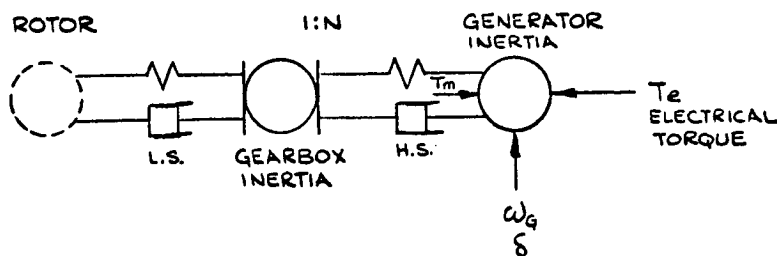 ROTOR
1:N
GENERATOR
INERTIA
Tm
Te
ELECTRICAL
TORQUE
L.S.
GEARBOX
INERTIA
H.S.
ωG
δ